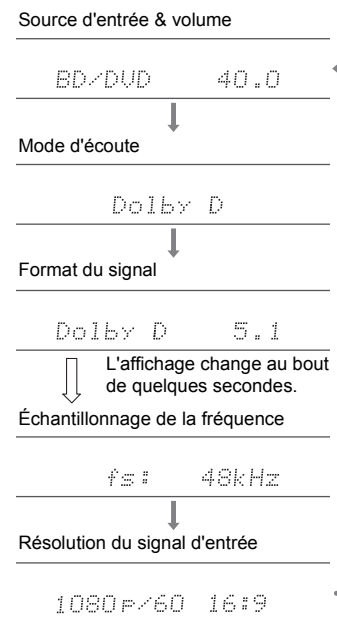 Source d'entrée & volume
BD/DVD 40.0
Mode d'écoute
Dolby D
Format du signal
Dolby D 5.1
L'affichage change au bout
de quelques secondes.
Échantillonnage de la fréquence
fs: 48kHz
Résolution du signal d'entrée
1080p/60 16:9